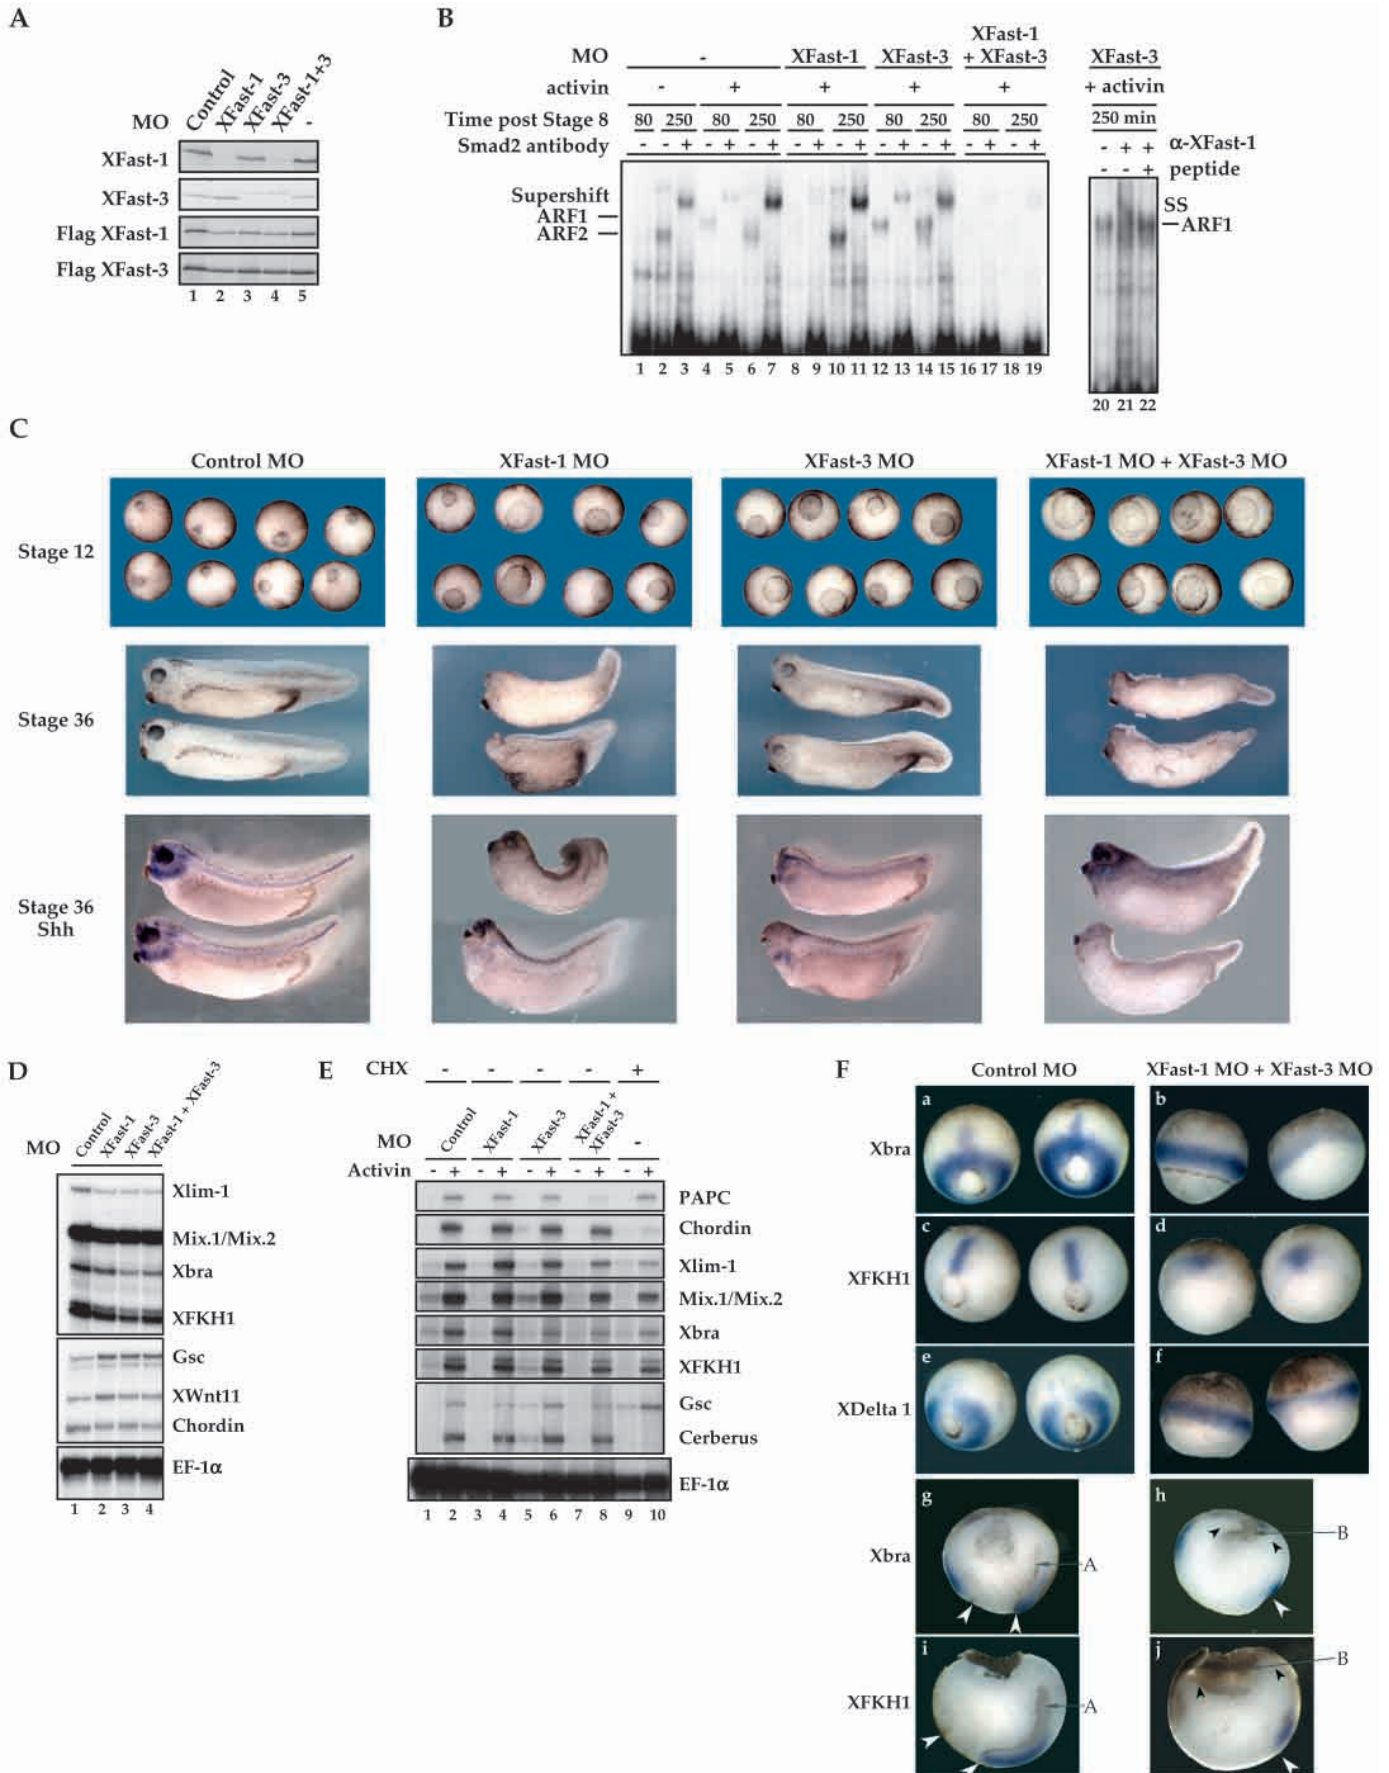 A
MO Control XFast-1 XFast-3 XFast-1+3 -
XFast-1
XFast-3
Flag XFast-1
Flag XFast-3
1 2 3 4 5
B
MO - XFast-1 XFast-3 XFast-1 + XFast-3
activin - + + + +
Time post Stage 8 80 250 80 250 80 250 80 250 80 250
Smad2 antibody - - + - + - + - + - + - + - + - + - +
Supershift
ARF1
ARF2
1 2 3 4 5 6 7 8 9 10 11 12 13 14 15 16 17 18 19
XFast-3
+ activin
250 min
- + + α-XFast-1
- - + peptide
SS
ARF1
20 21 22
C
Control MO XFast-1 MO XFast-3 MO XFast-1 MO + XFast-3 MO
Stage 12
Stage 36
Stage 36
Shh
D
MO Control XFast-1 XFast-3 XFast-1 + XFast-3
Xlim-1
Mix.1/Mix.2
Xbra
XFKH1
Gsc
XWnt11
Chordin
EF-1α
1 2 3 4
E
CHX - - - - +
MO Control XFast-1 XFast-3 XFast-1 + XFast-3 -
Activin - + - + - + - + - +
PAPC
Chordin
Xlim-1
Mix.1/Mix.2
Xbra
XFKH1
Gsc
Cerberus
EF-1α
1 2 3 4 5 6 7 8 9 10
F
Control MO XFast-1 MO + XFast-3 MO
Xbra a b
XFKH1 c d
XDelta 1 e f
Xbra g A h B
XFKH1 i A j B